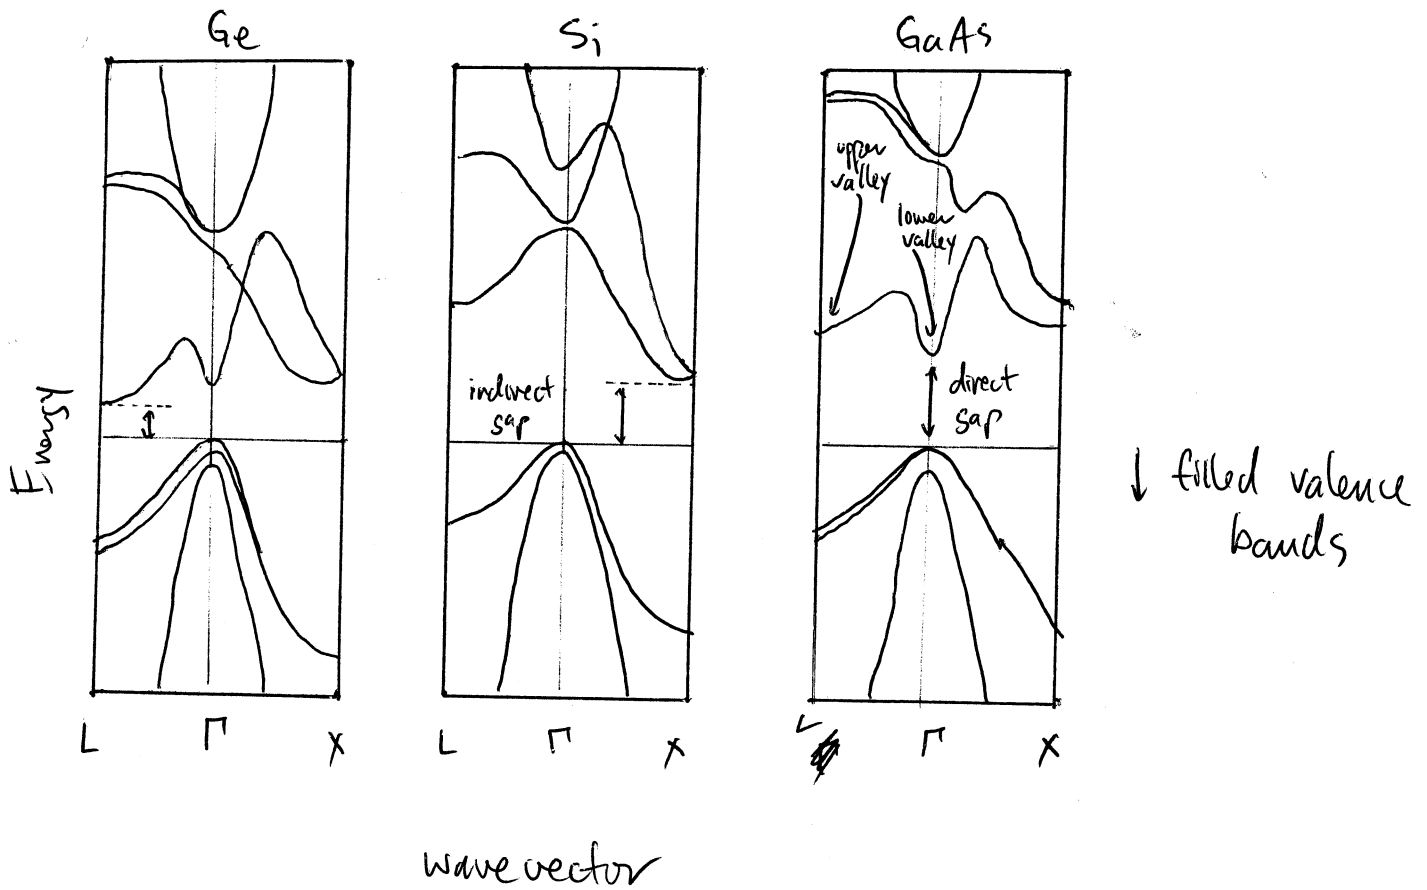 Ge
Si
GaAs
upper
valley
lower
valley
indirect
gap
direct
gap
Energy
↓ filled valence
bands
L Γ X
L Γ X
L Γ X
wavevector